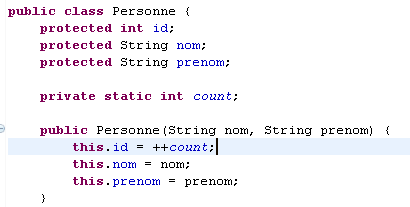 public class Personne {
protected int id;
protected String nom;
protected String prenom;
private static int count;
public Personne(String nom, String prenom) {
this.id = ++count;
this.nom = nom;
this.prenom = prenom;
}